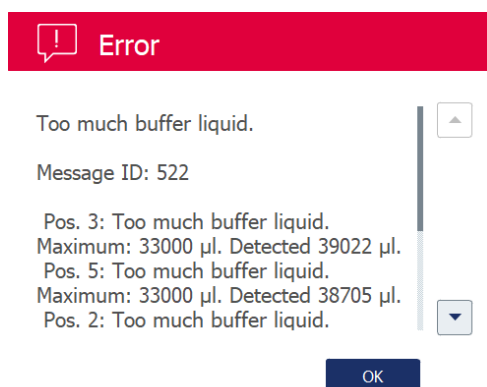 Error
Too much buffer liquid.
Message ID: 522
Pos. 3: Too much buffer liquid.
Maximum: 33000 µl. Detected 39022 µl.
Pos. 5: Too much buffer liquid.
Maximum: 33000 µl. Detected 38705 µl.
Pos. 2: Too much buffer liquid.
OK